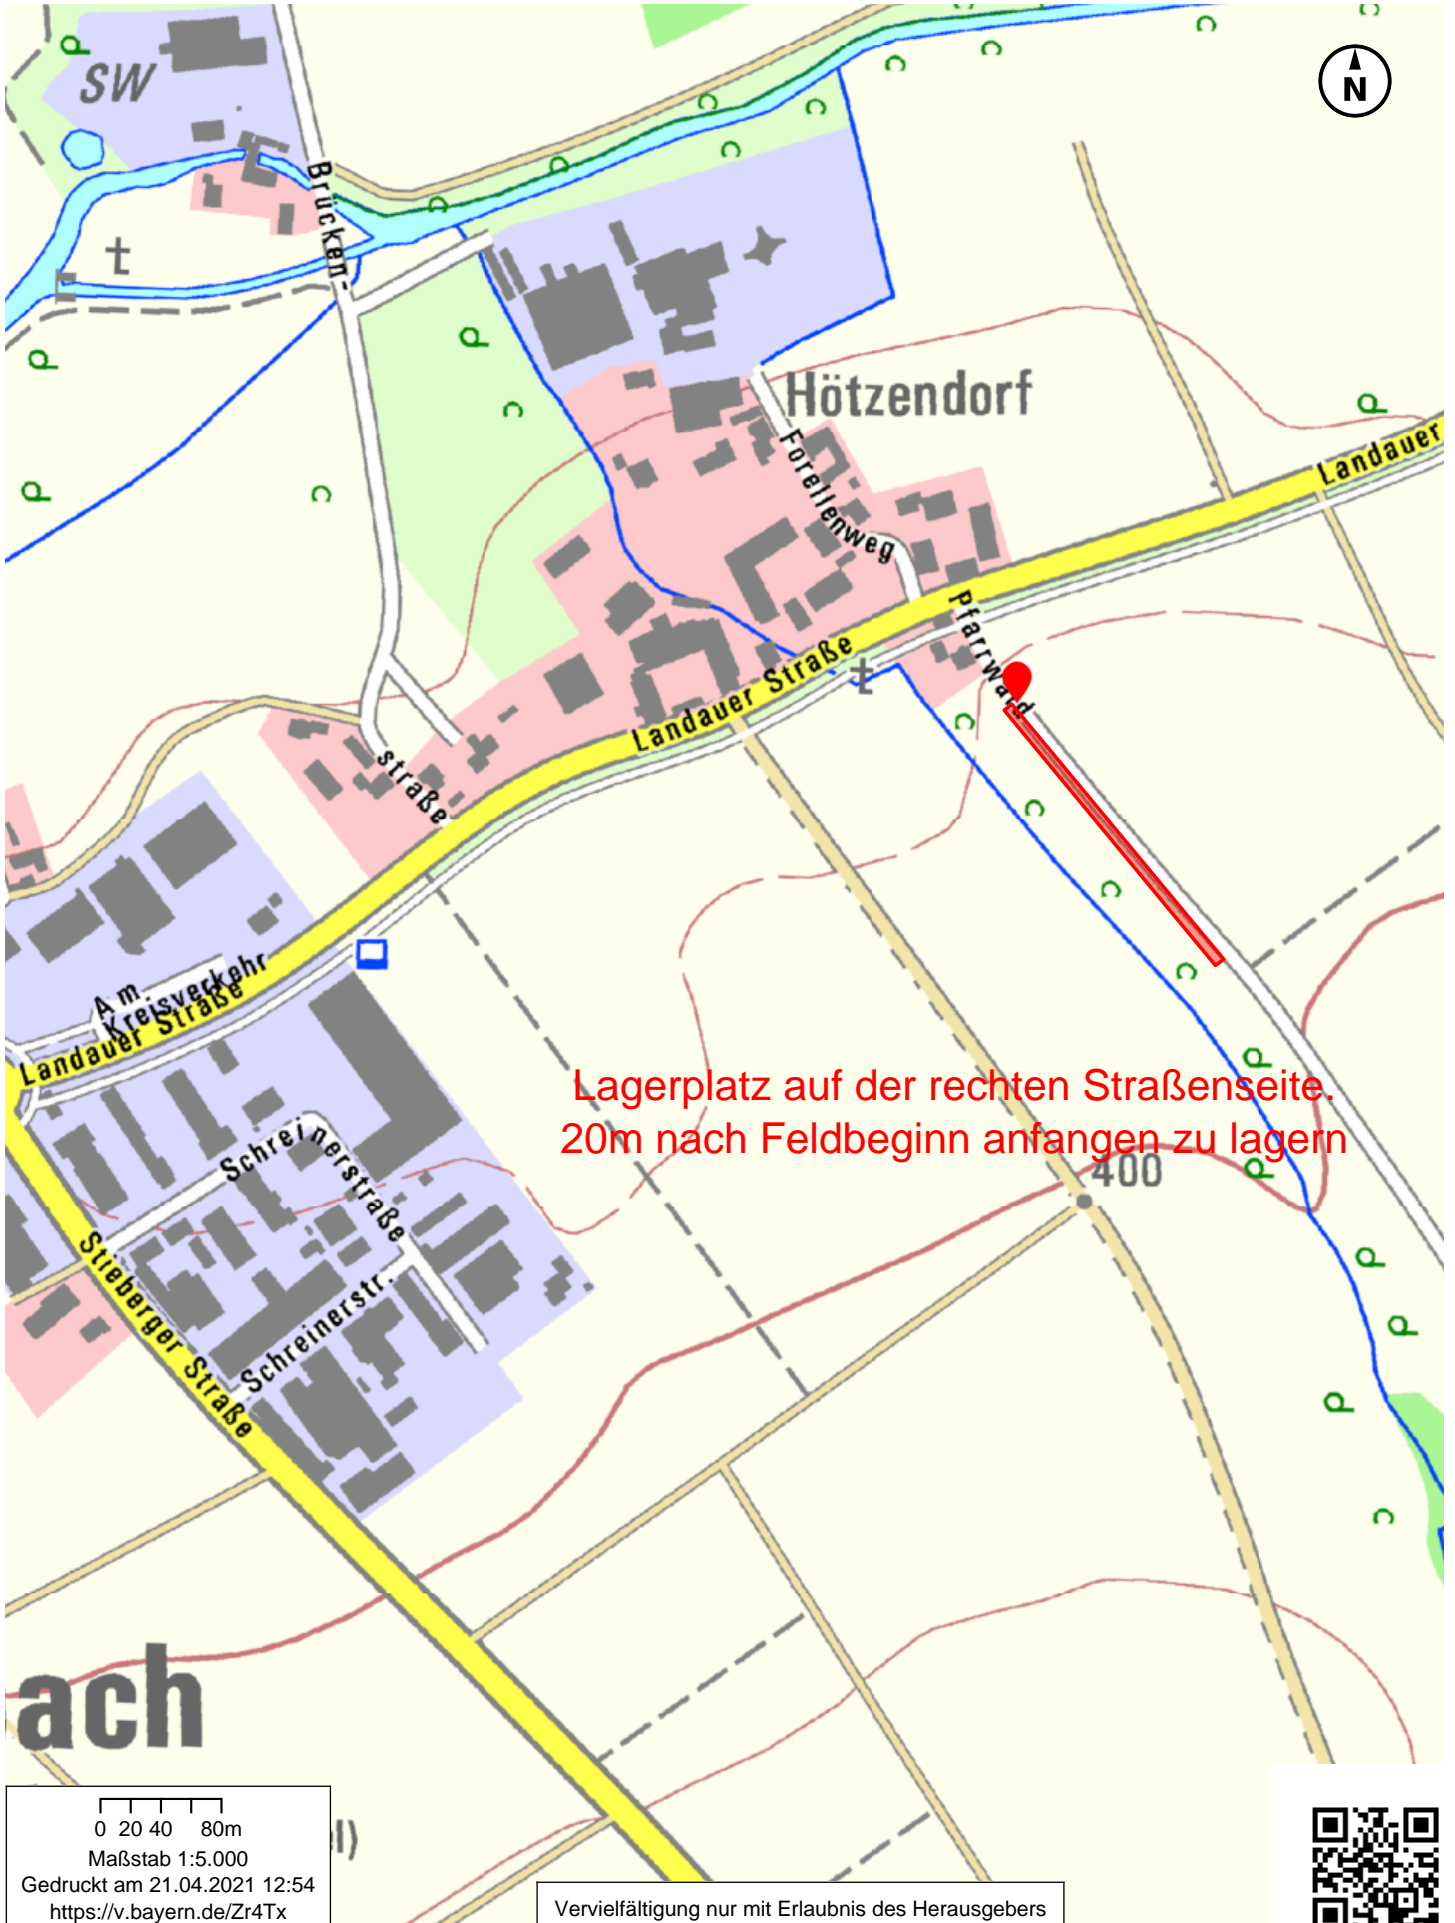 SW
N
Brücken-
Hötzendorf
Forellenweg
Landauer
Pfarrwald
Landauer Straße
straße
Am
Kreisverkehr
Landauer Straße
Lagerplatz auf der rechten Straßenseite.
20m nach Feldbeginn anfangen zu lagern
400
Schreinerstraße
Schreinerstr.
Stieberger Straße
ach
0 20 40 80m
Maßstab 1:5.000
Gedruckt am 21.04.2021 12:54
https://v.bayern.de/Zr4Tx
Vervielfältigung nur mit Erlaubnis des Herausgebers